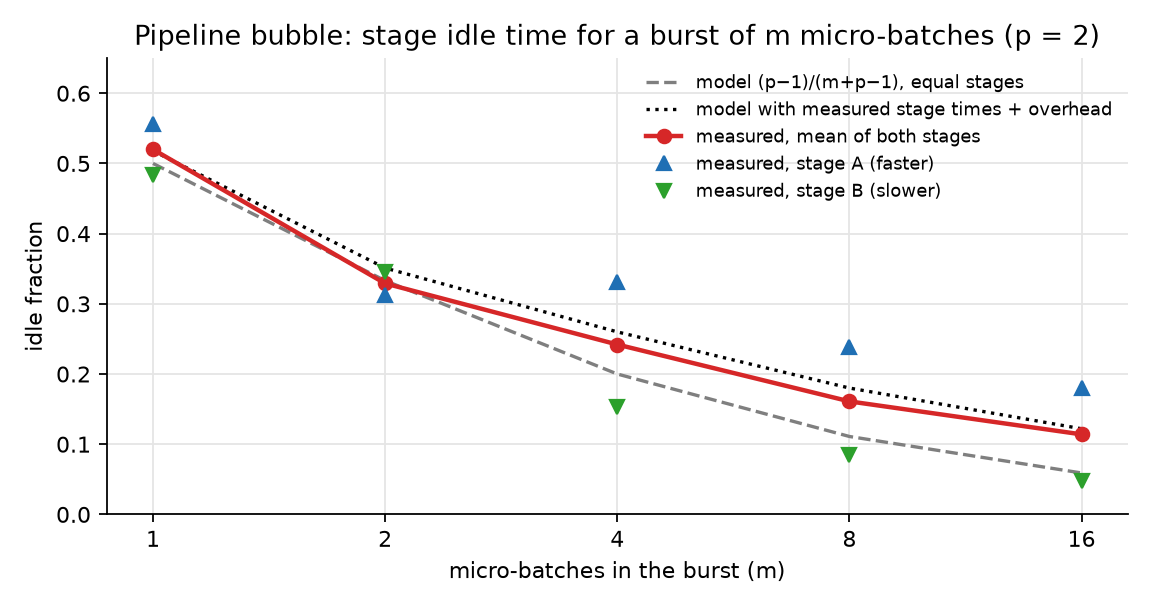 Pipeline bubble: stage idle time for a burst of m micro-batches (p = 2)
model (p−1)/(m+p−1), equal stages
model with measured stage times + overhead
measured, mean of both stages
measured, stage A (faster)
measured, stage B (slower)
idle fraction
0.6
0.5
0.4
0.3
0.2
0.1
0.0
1 2 4 8 16
micro-batches in the burst (m)